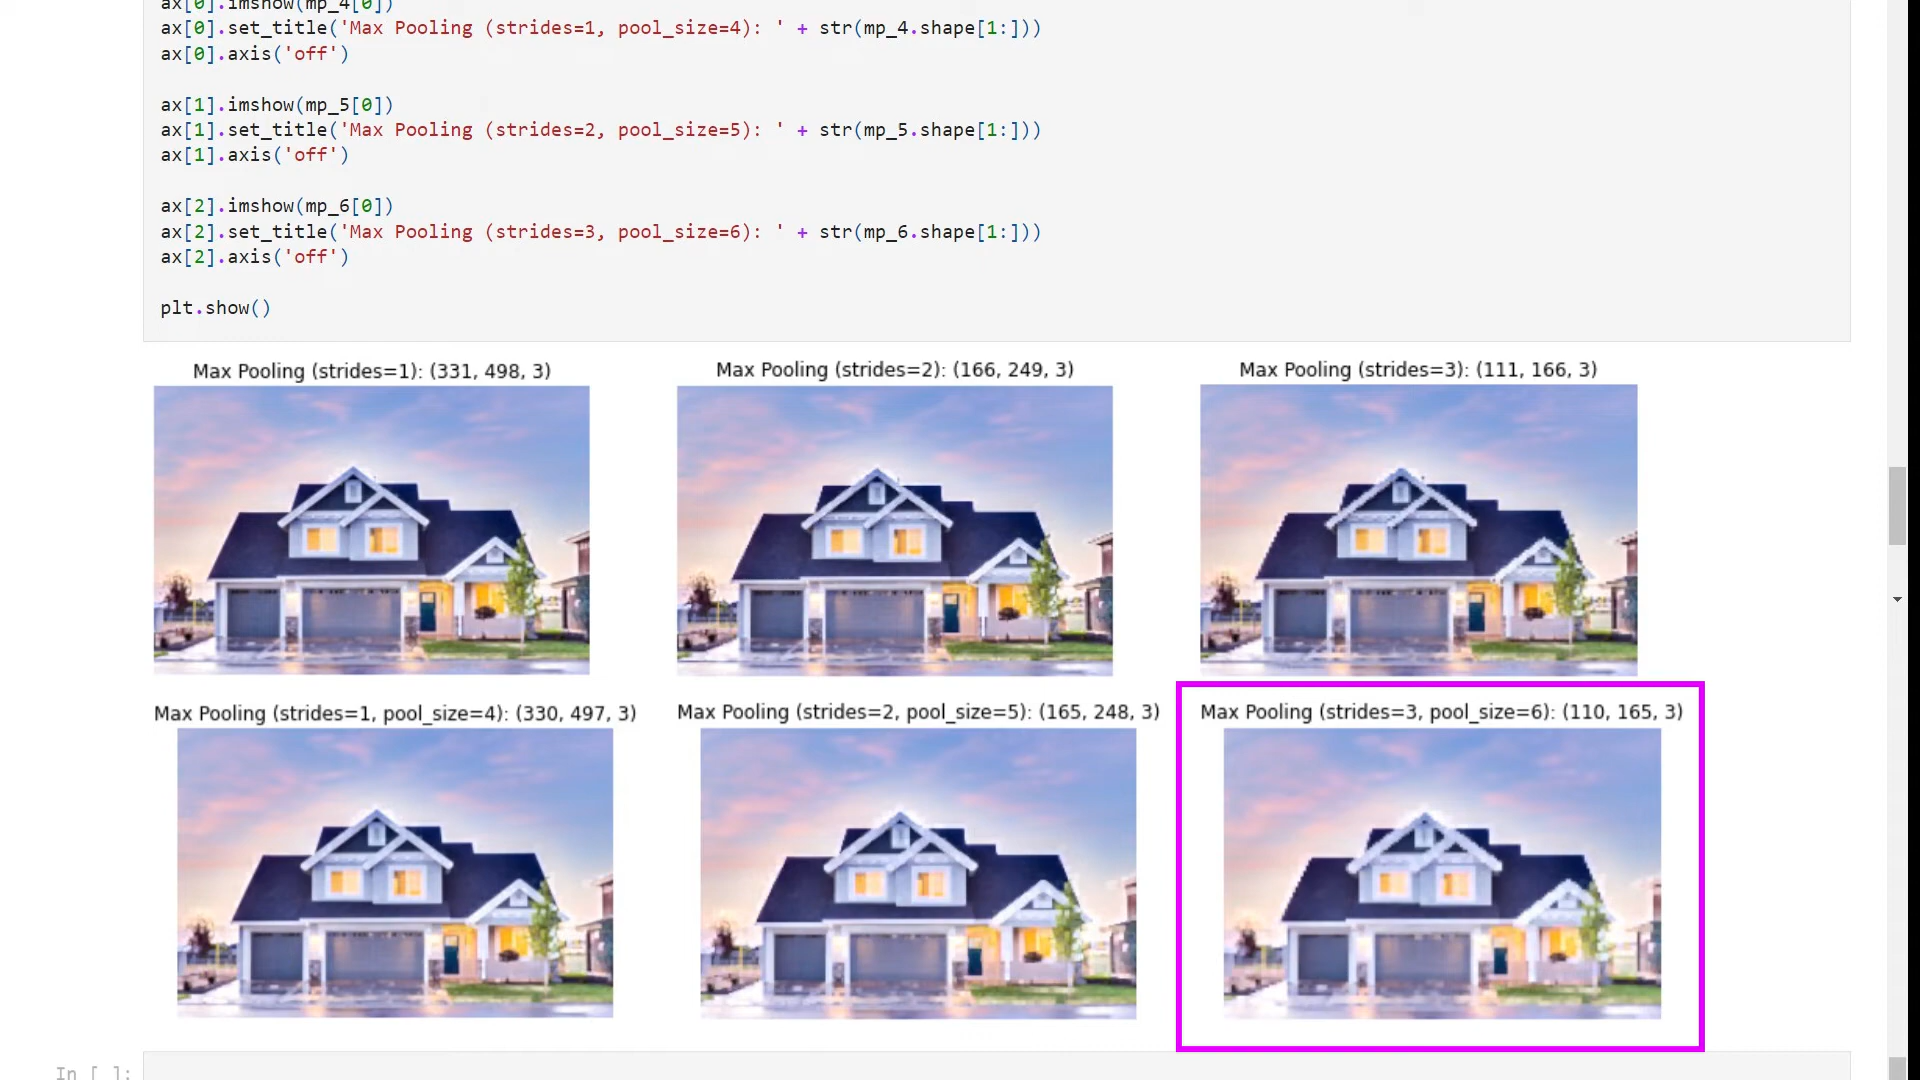 ax[0].imshow(mp_4[0])
ax[0].set_title('Max Pooling (strides=1, pool_size=4): ' + str(mp_4.shape[1:]))
ax[0].axis('off')
ax[1].imshow(mp_5[0])
ax[1].set_title('Max Pooling (strides=2, pool_size=5): ' + str(mp_5.shape[1:]))
ax[1].axis('off')
ax[2].imshow(mp_6[0])
ax[2].set_title('Max Pooling (strides=3, pool_size=6): ' + str(mp_6.shape[1:]))
ax[2].axis('off')
plt.show()
Max Pooling (strides=1): (331, 498, 3)
Max Pooling (strides=2): (166, 249, 3)
Max Pooling (strides=3): (111, 166, 3)
Max Pooling (strides=1, pool_size=4): (330, 497, 3)
Max Pooling (strides=2, pool_size=5): (165, 248, 3)
Max Pooling (strides=3, pool_size=6): (110, 165, 3)
In [ ]: